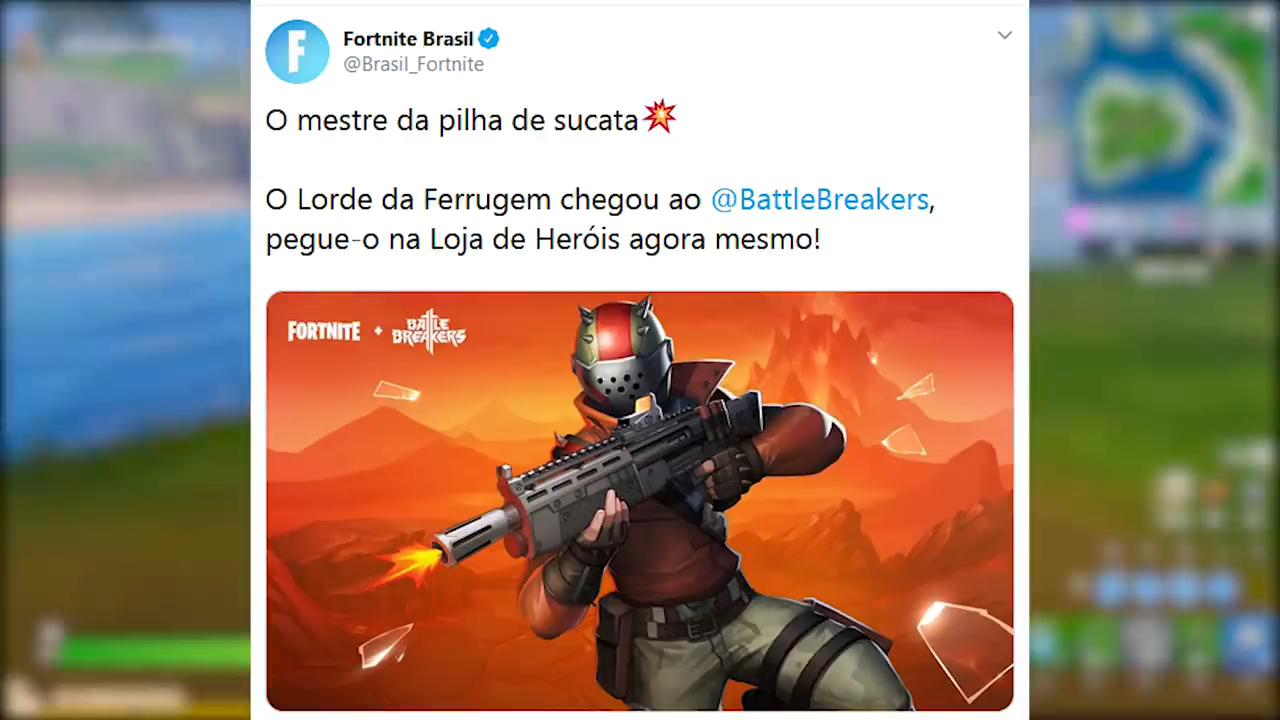 Fortnite Brasil
@Brasil_Fortnite
O mestre da pilha de sucata💥
O Lorde da Ferrugem chegou ao @BattleBreakers,
pegue-o na Loja de Heróis agora mesmo!
FORTNITE + BATTLE BREAKERS